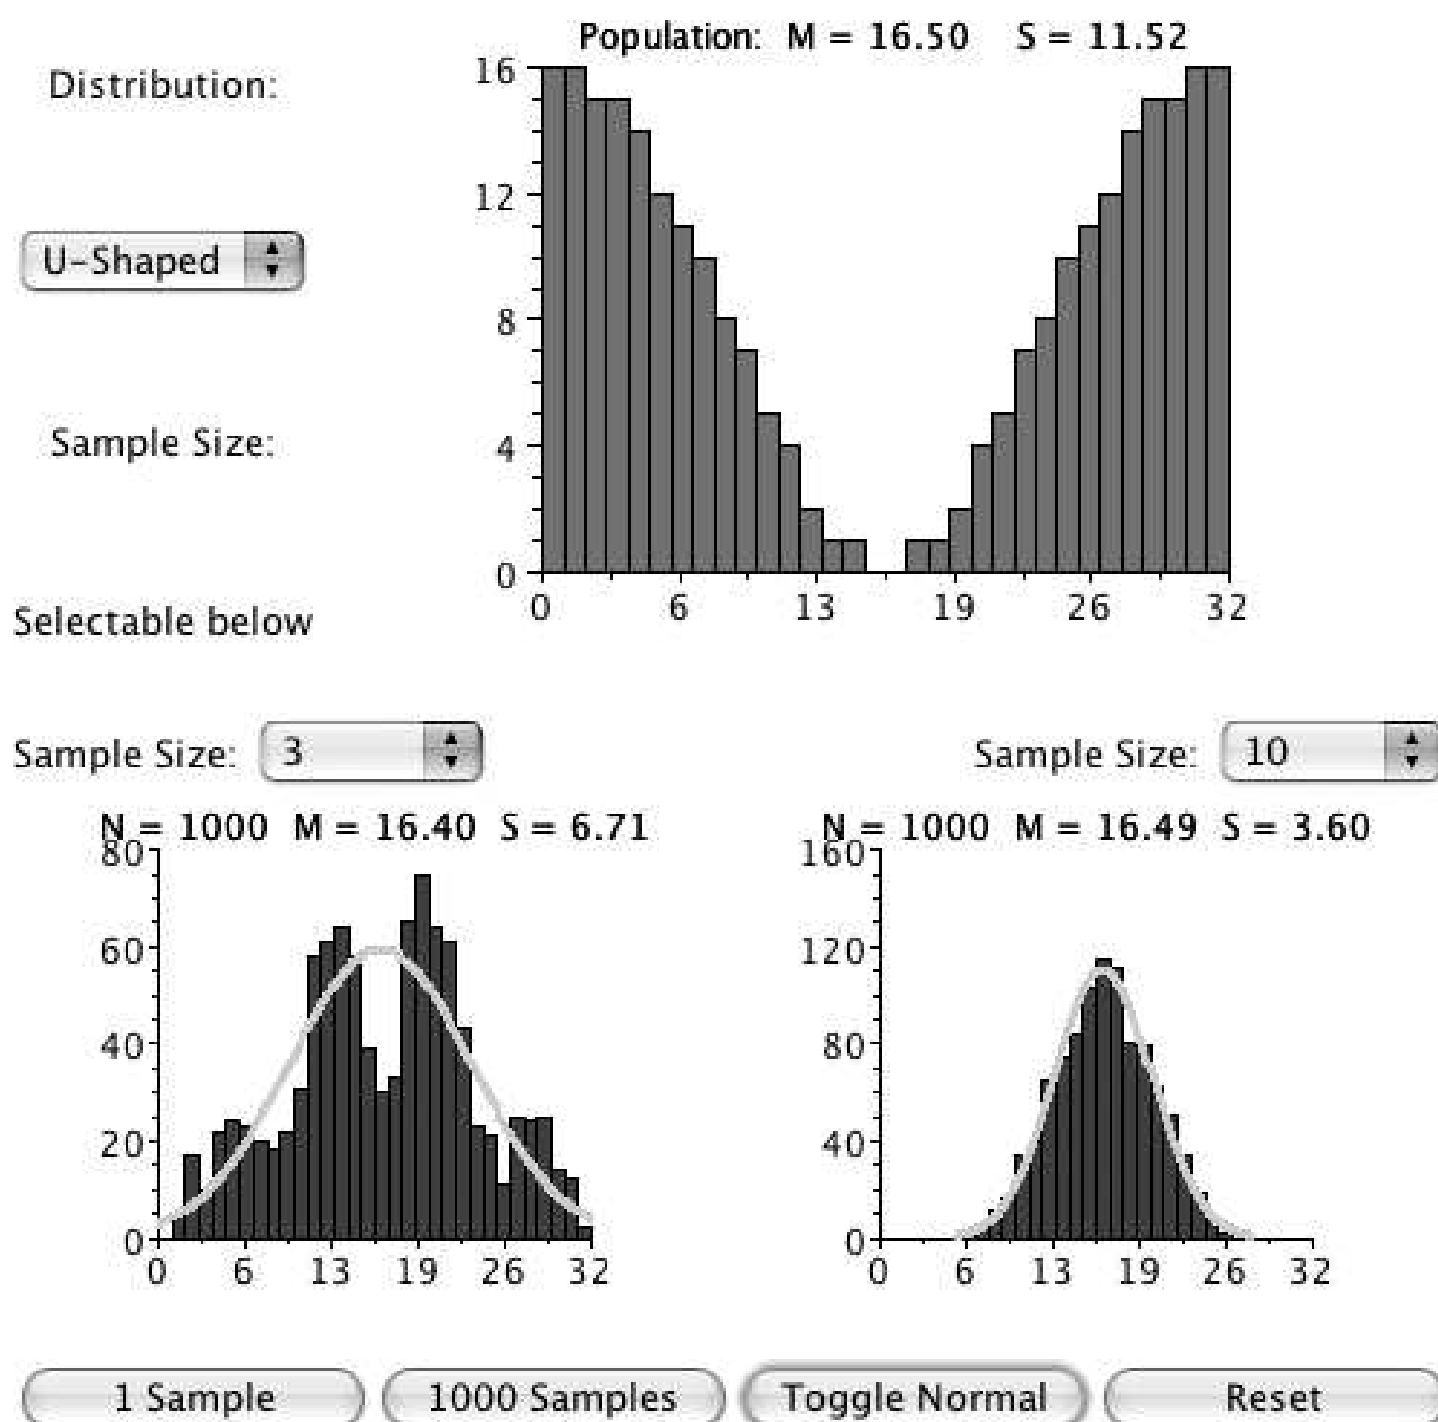 Population: M = 16.50 S = 11.52
Distribution:
U-Shaped
Sample Size:
Selectable below
16
12
8
4
0
0 6 13 19 26 32
Sample Size: 3
N = 1000 M = 16.40 S = 6.71
80
60
40
20
0
0 6 13 19 26 32
Sample Size: 10
N = 1000 M = 16.49 S = 3.60
160
120
80
40
0
0 6 13 19 26 32
1 Sample 1000 Samples Toggle Normal Reset